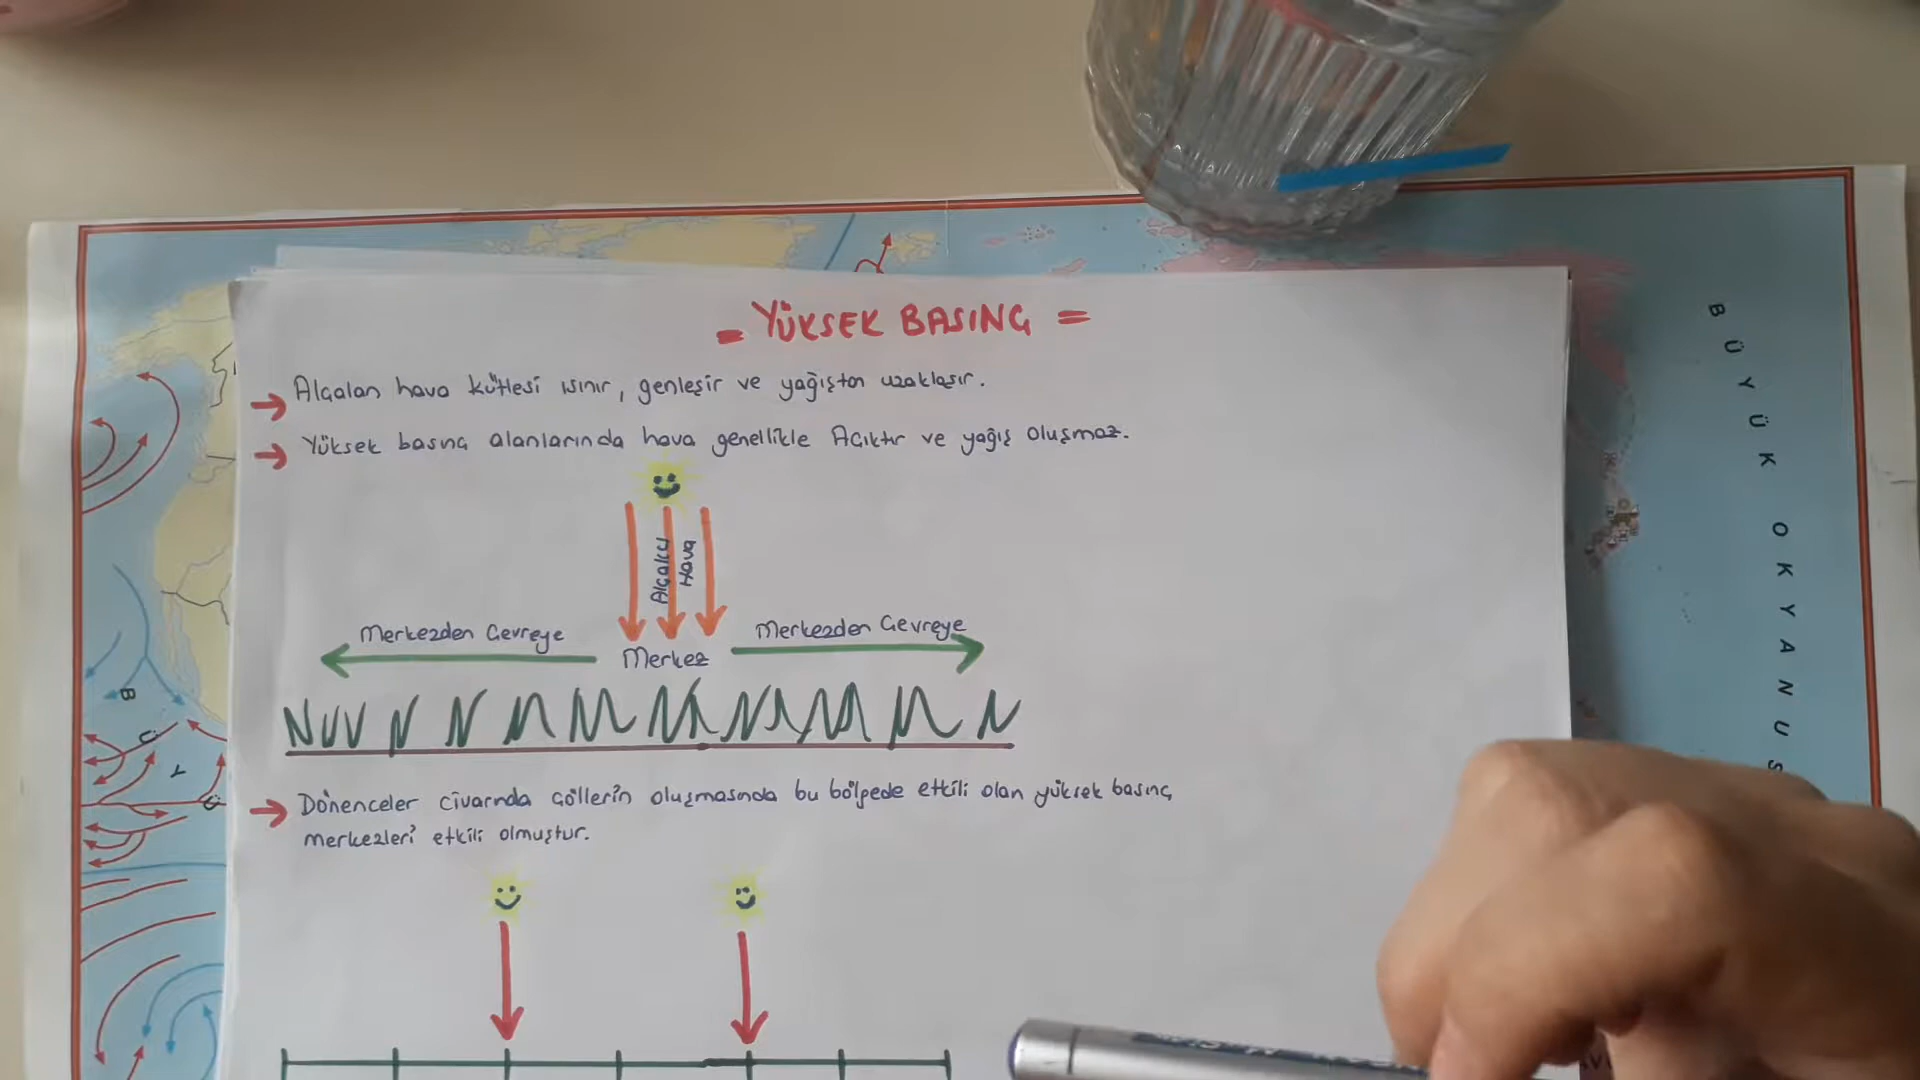 = YÜKSEK BASINÇ =
→ Alçalan hava kütlesi ısınır, genleşir ve yağıştan uzaklaşır.
→ Yüksek basınç alanlarında hava genellikle Açıktır ve yağış oluşmaz.
Alçalıcı
Hava
Merkezden Çevreye
Merkezden Çevreye
Merkez
→ Dönenceler civarında çöllerin oluşmasında bu bölgede etkili olan yüksek basınç
merkezleri etkili olmuştur.
BÜYÜK OKYANUS
B Ü Y Ü